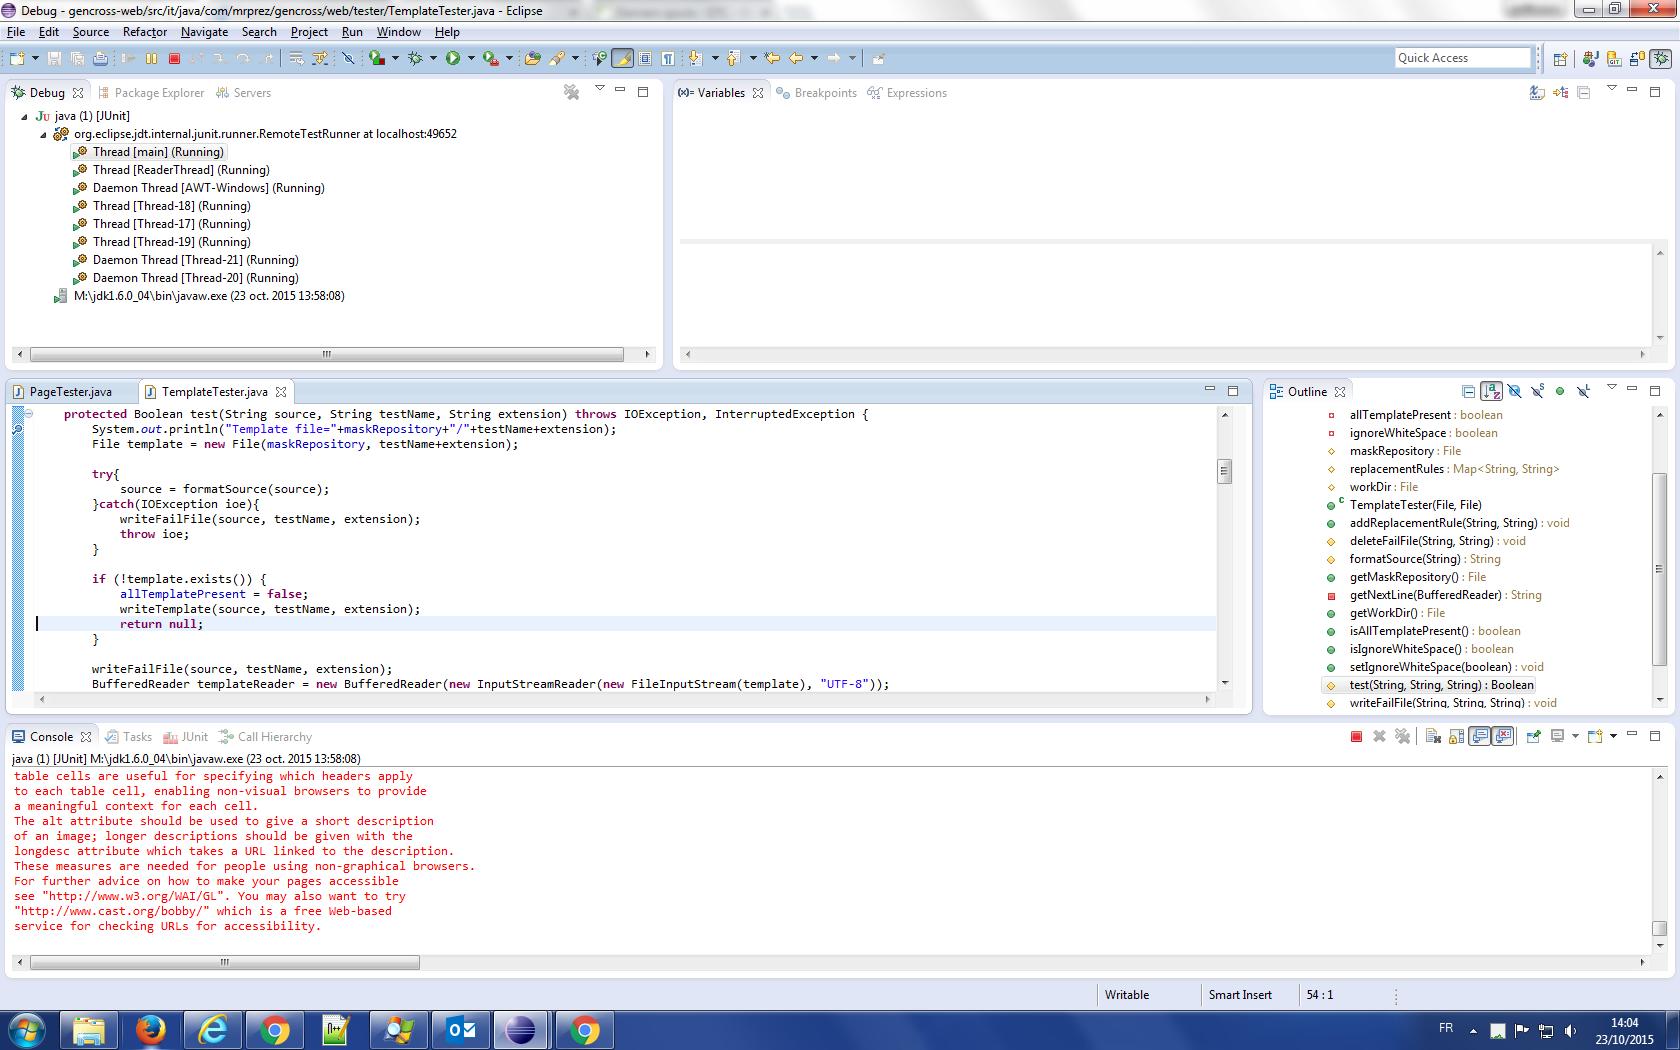 Debug - gencross-web/src/it/java/com/mrprez/gencross/web/tester/TemplateTester.java - Eclipse
File Edit Source Refactor Navigate Search Project Run Window Help
Quick Access
Debug Package Explorer Servers
java (1) [JUnit]
org.eclipse.jdt.internal.junit.runner.RemoteTestRunner at localhost:49652
Thread [main] (Running)
Thread [ReaderThread] (Running)
Daemon Thread [AWT-Windows] (Running)
Thread [Thread-18] (Running)
Thread [Thread-17] (Running)
Thread [Thread-19] (Running)
Daemon Thread [Thread-21] (Running)
Daemon Thread [Thread-20] (Running)
M:\jdk1.6.0_04\bin\javaw.exe (23 oct. 2015 13:58:08)
Variables Breakpoints Expressions
PageTester.java TemplateTester.java
protected Boolean test(String source, String testName, String extension) throws IOException, InterruptedException {
System.out.println("Template file="+maskRepository+"/"+testName+extension);
File template = new File(maskRepository, testName+extension);
try{
source = formatSource(source);
}catch(IOException ioe){
writeFailFile(source, testName, extension);
throw ioe;
}
if (!template.exists()) {
allTemplatePresent = false;
writeTemplate(source, testName, extension);
return null;
}
writeFailFile(source, testName, extension);
BufferedReader templateReader = new BufferedReader(new InputStreamReader(new FileInputStream(template), "UTF-8"));
Outline
allTemplatePresent : boolean
ignoreWhiteSpace : boolean
maskRepository : File
replacementRules : Map<String, String>
workDir : File
TemplateTester(File, File)
addReplacementRule(String, String) : void
deleteFailFile(String, String) : void
formatSource(String) : String
getMaskRepository() : File
getNextLine(BufferedReader) : String
getWorkDir() : File
isAllTemplatePresent() : boolean
isIgnoreWhiteSpace() : boolean
setIgnoreWhiteSpace(boolean) : void
test(String, String, String) : Boolean
writeFailFile(String, String, String) : void
Console Tasks JUnit Call Hierarchy
java (1) [JUnit] M:\jdk1.6.0_04\bin\javaw.exe (23 oct. 2015 13:58:08)
table cells are useful for specifying which headers apply
to each table cell, enabling non-visual browsers to provide
a meaningful context for each cell.
The alt attribute should be used to give a short description
of an image; longer descriptions should be given with the
longdesc attribute which takes a URL linked to the description.
These measures are needed for people using non-graphical browsers.
For further advice on how to make your pages accessible
see "http://www.w3.org/WAI/GL". You may also want to try
"http://www.cast.org/bobby/" which is a free Web-based
service for checking URLs for accessibility.
Writable Smart Insert 54 : 1
FR 14:04
23/10/2015